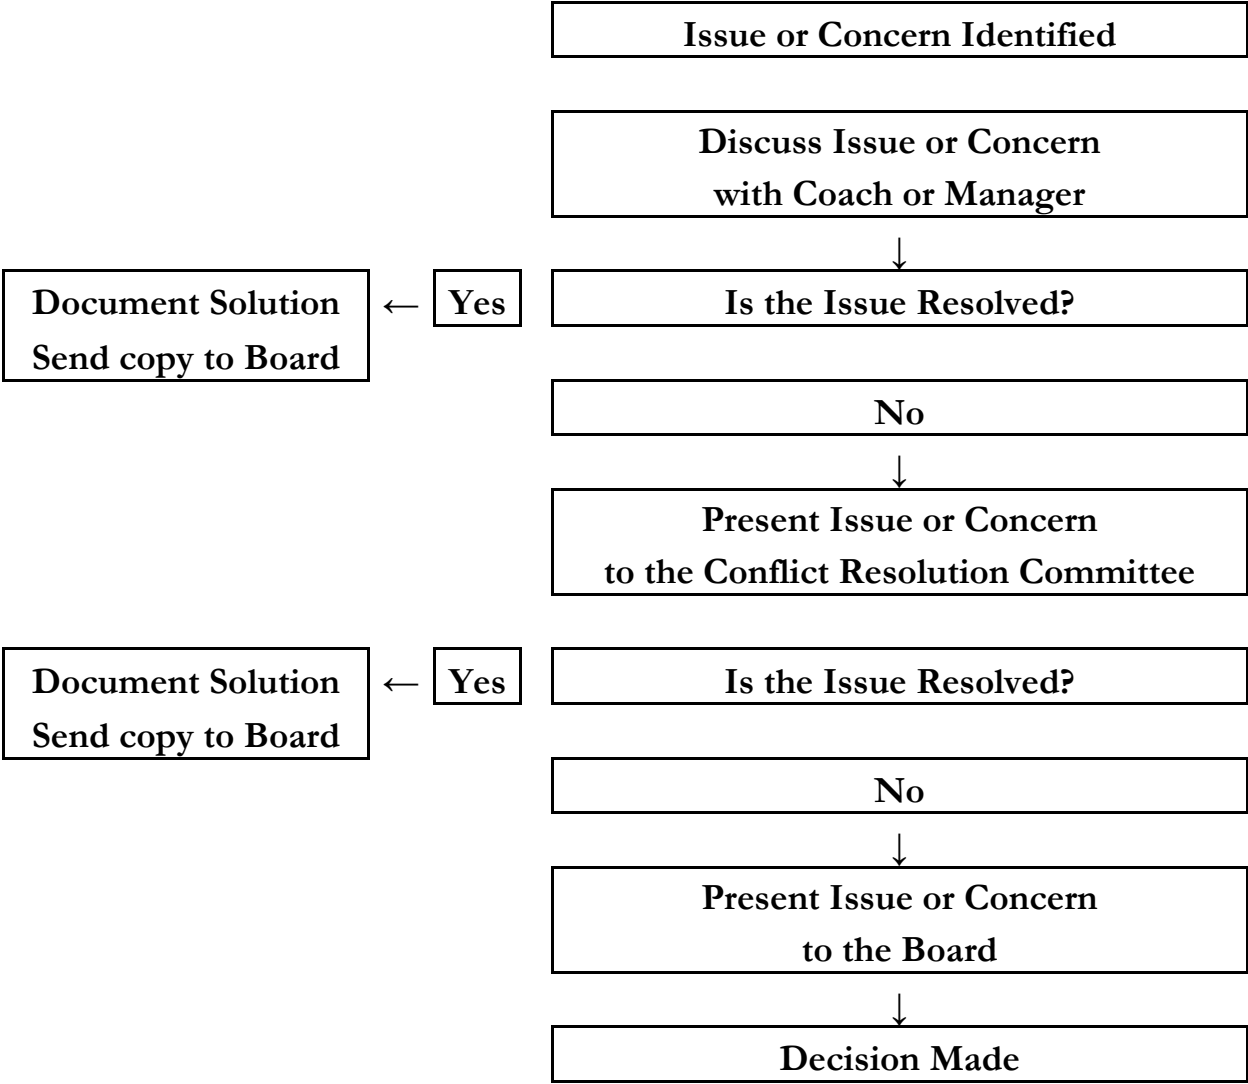 Issue or Concern Identified
Discuss Issue or Concern
with Coach or Manager
↓
Document Solution
Send copy to Board
← Yes
Is the Issue Resolved?
No
↓
Present Issue or Concern
to the Conflict Resolution Committee
Document Solution
Send copy to Board
← Yes
Is the Issue Resolved?
No
↓
Present Issue or Concern
to the Board
↓
Decision Made